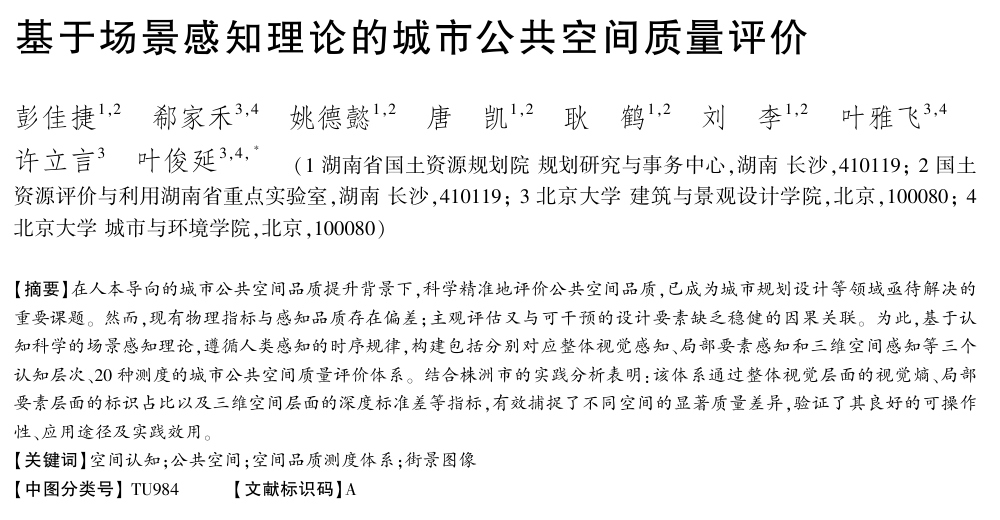 基于场景感知理论的城市公共空间质量评价
彭佳捷1,2 郗家禾3,4 姚德懿1,2 唐 凯1,2 耿 鹤1,2 刘 李1,2 叶雅飞3,4
许立言3 叶俊延3,4,* (1 湖南省国土资源规划院 规划研究与事务中心,湖南 长沙,410119; 2 国土
资源评价与利用湖南省重点实验室,湖南 长沙,410119; 3 北京大学 建筑与景观设计学院,北京,100080; 4
北京大学 城市与环境学院,北京,100080)
【摘要】在人本导向的城市公共空间品质提升背景下,科学精准地评价公共空间品质,已成为城市规划设计等领域亟待解决的
重要课题。然而,现有物理指标与感知品质存在偏差;主观评估又与可干预的设计要素缺乏稳健的因果关联。为此,基于认
知科学的场景感知理论,遵循人类感知的时序规律,构建包括分别对应整体视觉感知、局部要素感知和三维空间感知等三个
认知层次、20 种测度的城市公共空间质量评价体系。结合株洲市的实践分析表明:该体系通过整体视觉层面的视觉熵、局部
要素层面的标识占比以及三维空间层面的深度标准差等指标,有效捕捉了不同空间的显著质量差异,验证了其良好的可操作
性、应用途径及实践效用。
【关键词】空间认知;公共空间;空间品质测度体系;街景图像
【中图分类号】TU984 【文献标识码】A